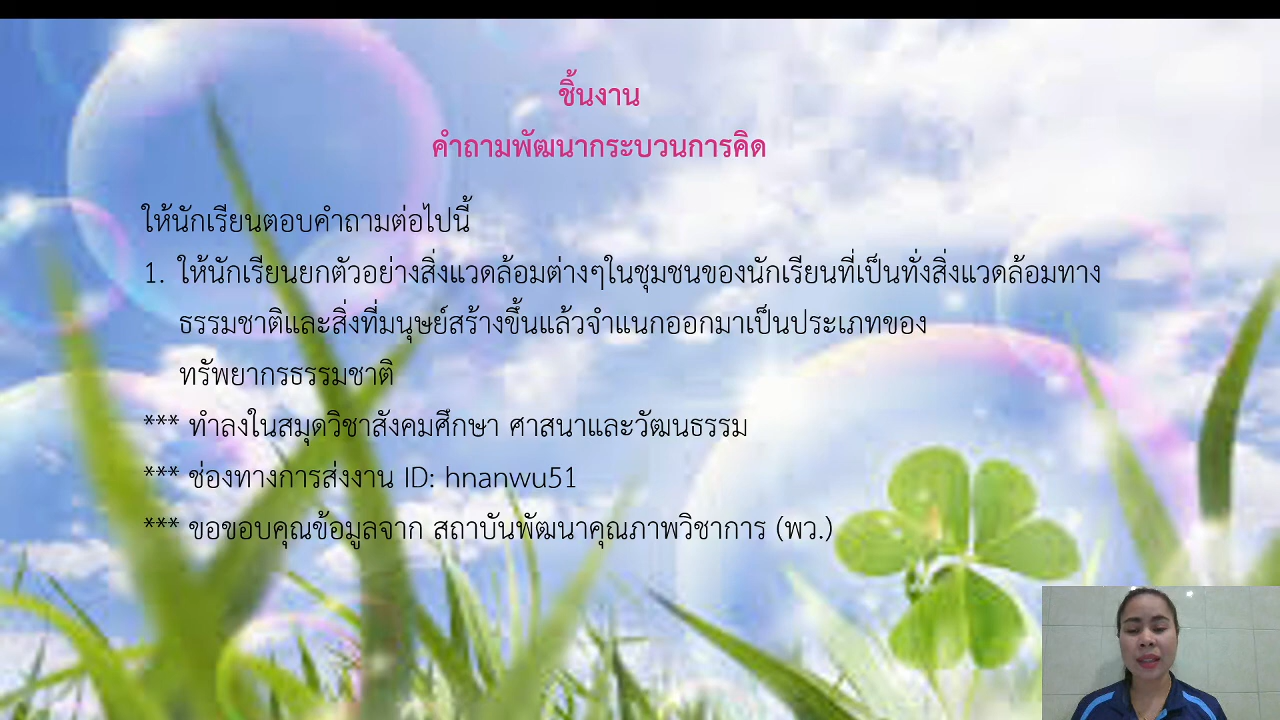 ชิ้นงาน
คำถามพัฒนากระบวนการคิด
ให้นักเรียนตอบคำถามต่อไปนี้
1. ให้นักเรียนยกตัวอย่างสิ่งแวดล้อมต่างๆในชุมชนของนักเรียนที่เป็นทั่งสิ่งแวดล้อมทาง
ธรรมชาติและสิ่งที่มนุษย์สร้างขึ้นแล้วจำแนกออกมาเป็นประเภทของ
ทรัพยากรธรรมชาติ
*** ทำลงในสมุดวิชาสังคมศึกษา ศาสนาและวัฒนธรรม
*** ช่องทางการส่งงาน ID: hnanwu51
*** ขอขอบคุณข้อมูลจาก สถาบันพัฒนาคุณภาพวิชาการ (พว.)